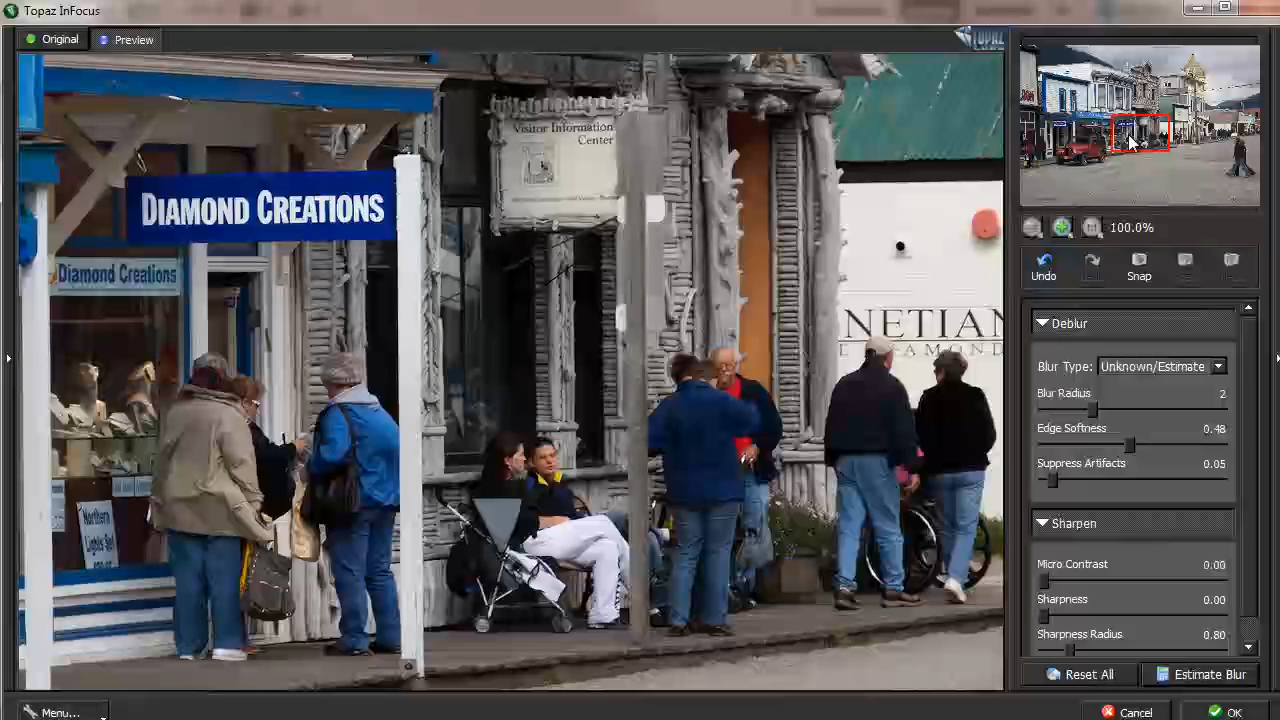 Topaz InFocus
Original
Preview
TOPAZ
Visitor Information
Center
DIAMOND CREATIONS
Diamond Creations
NETIAN
E DIAMOND
Northern
Lights Set
100.0%
Undo
Snap
Deblur
Blur Type: Unknown/Estimate
Blur Radius 2
Edge Softness 0.48
Suppress Artifacts 0.05
Sharpen
Micro Contrast 0.00
Sharpness 0.00
Sharpness Radius 0.80
Reset All
Estimate Blur
Menu...
Cancel
OK